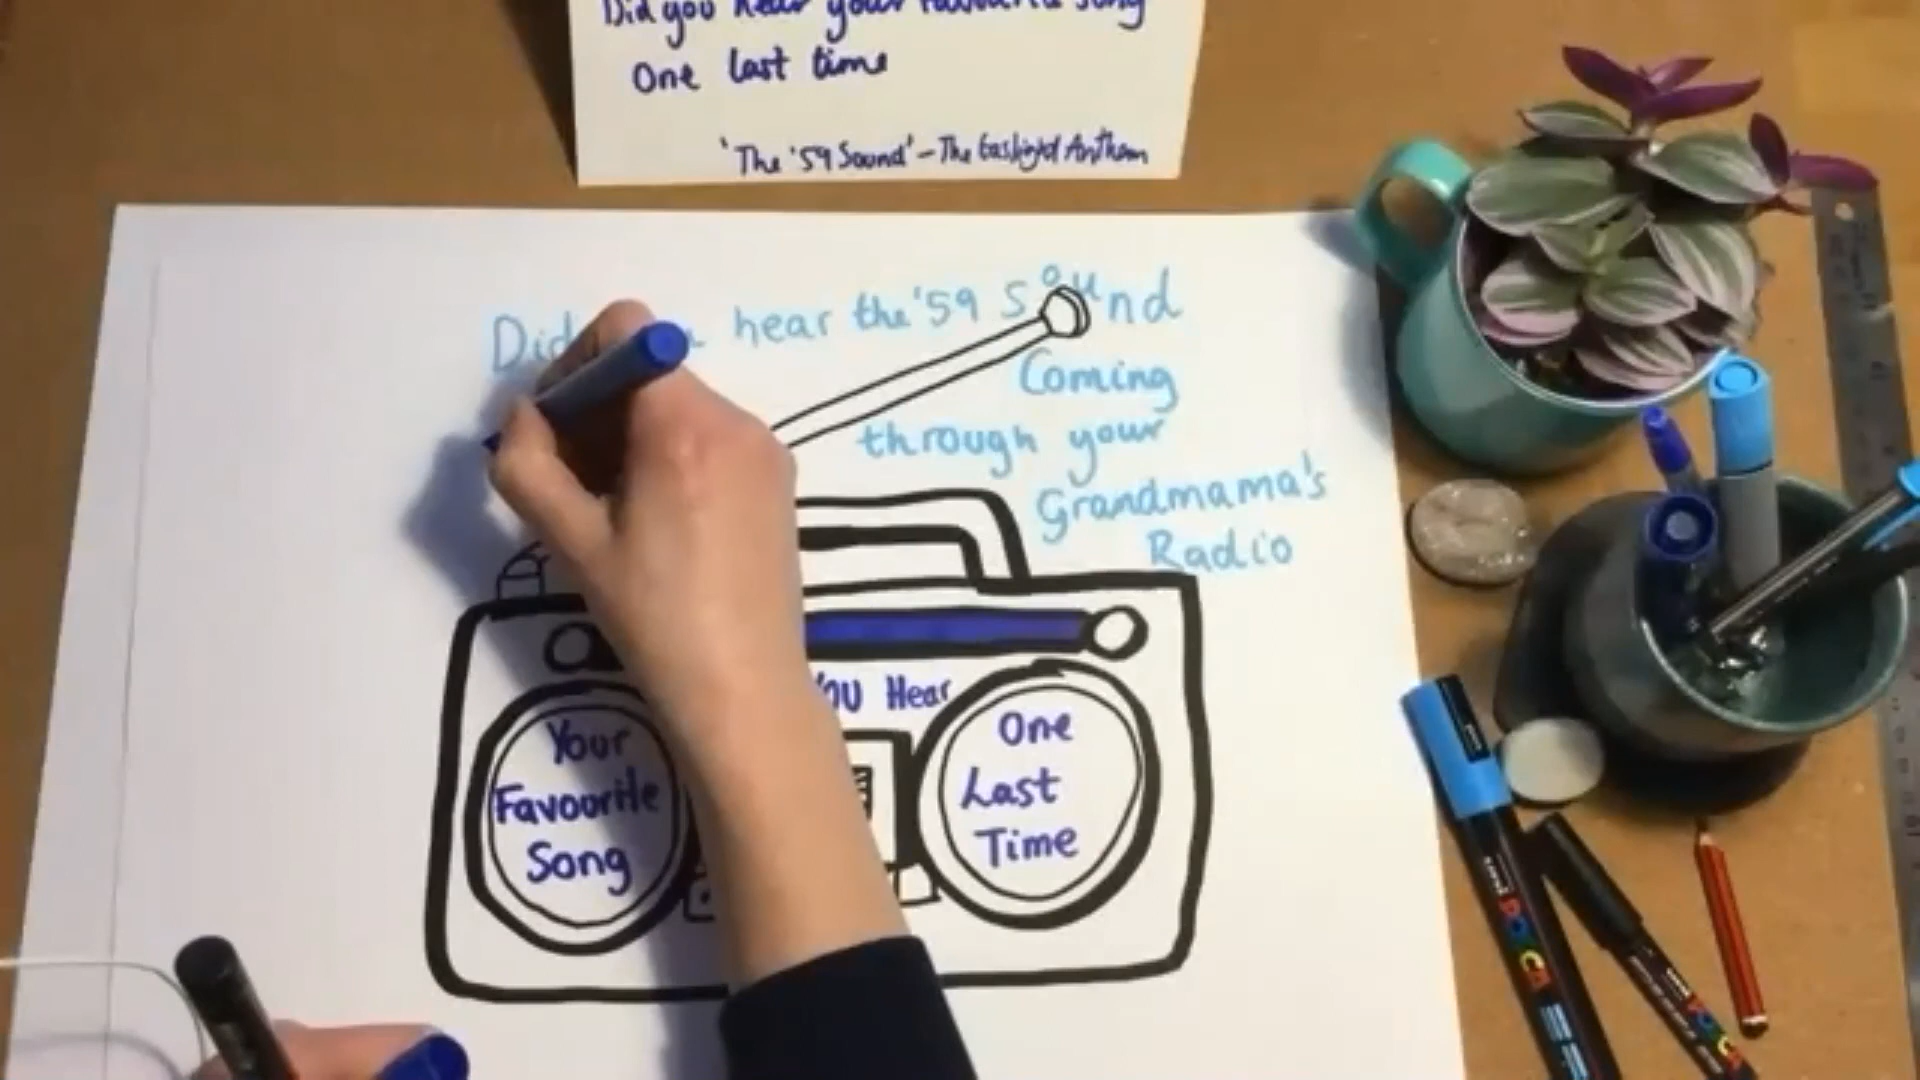 Did you hear your favourite song
One last time
'The '59 Sound' - The Gaslight Anthem
Did hear the '59 Sound
Coming
through your
Grandmama's
Radio
You Hear
Your
Favourite
Song
One
Last
Time
POSCA
POSCA